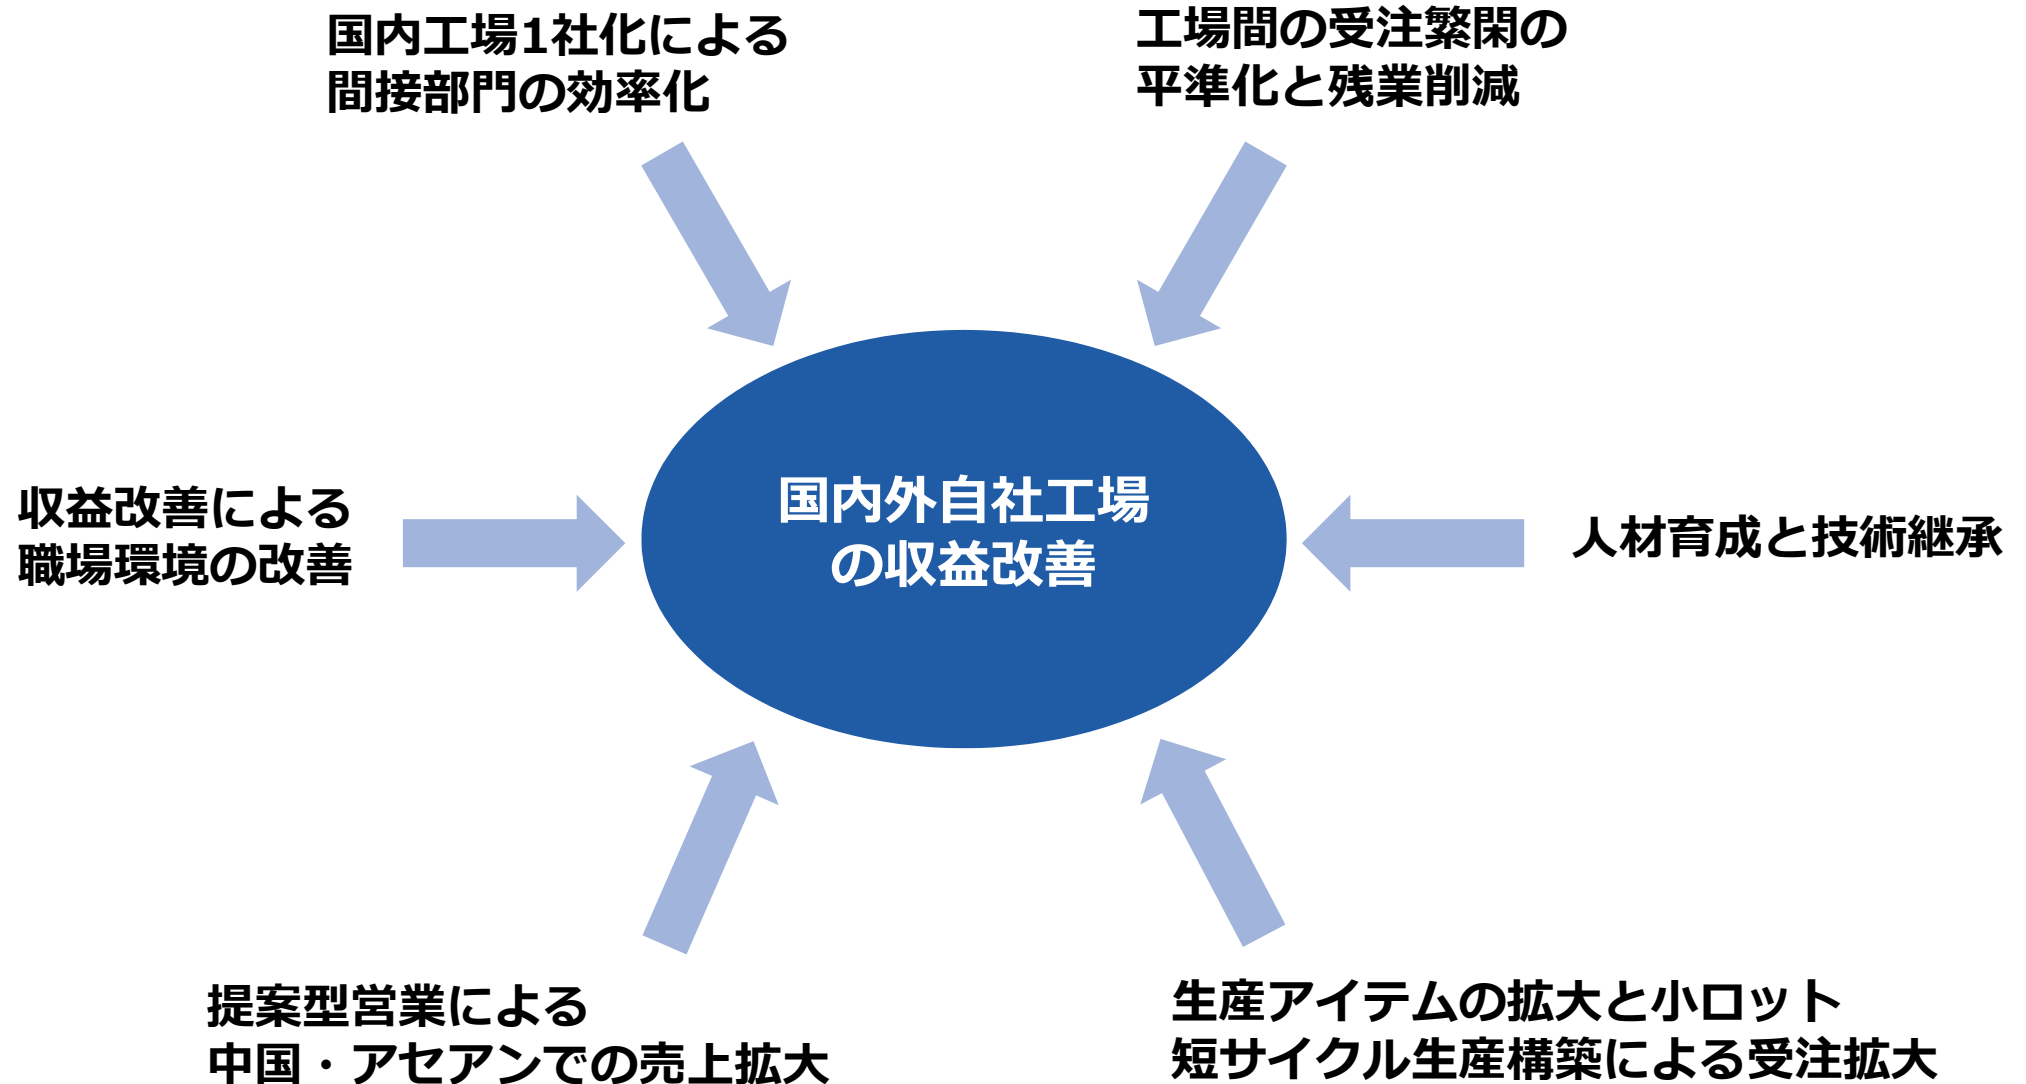 国内工場1社化による
間接部門の効率化
工場間の受注繁閑の
平準化と残業削減
収益改善による
職場環境の改善
国内外自社工場
の収益改善
人材育成と技術継承
提案型営業による
中国・アセアンでの売上拡大
生産アイテムの拡大と小ロット
短サイクル生産構築による受注拡大